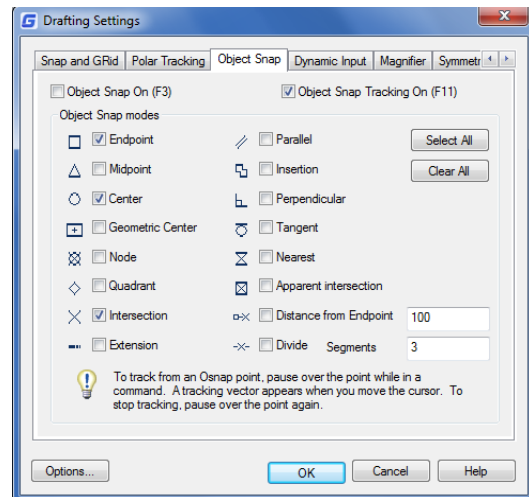 Drafting Settings
Snap and GRid Polar Tracking Object Snap Dynamic Input Magnifier Symmetr
Object Snap On (F3) Object Snap Tracking On (F11)
Object Snap modes
Endpoint Parallel Select All
Midpoint Insertion Clear All
Center Perpendicular
Geometric Center Tangent
Node Nearest
Quadrant Apparent intersection
Intersection Distance from Endpoint 100
Extension Divide Segments 3
To track from an Osnap point, pause over the point while in a
command. A tracking vector appears when you move the cursor. To
stop tracking, pause over the point again.
Options... OK Cancel Help